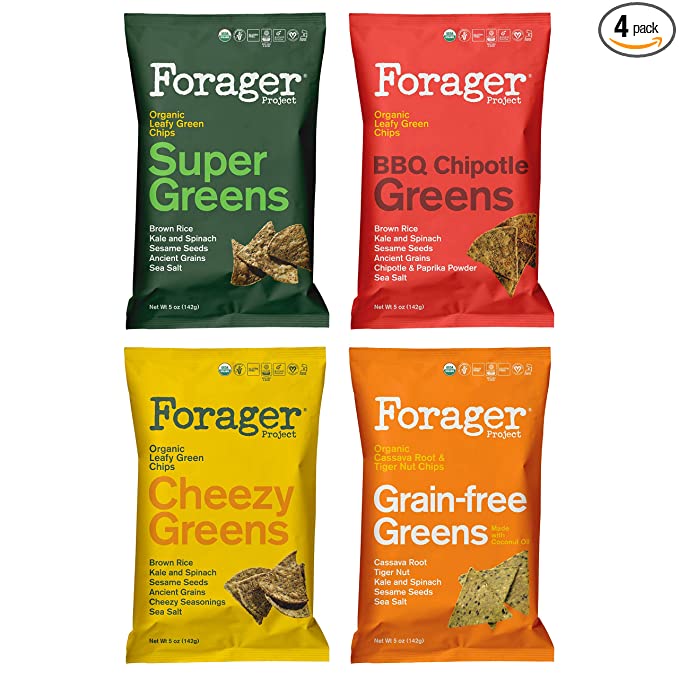 4 pack
Forager
Project
Organic
Leafy Green
Chips
Super
Greens
Brown Rice
Kale and Spinach
Sesame Seeds
Ancient Grains
Sea Salt
Net Wt 5 oz (142g)
Forager
Project
Organic
Leafy Green
Chips
BBQ Chipotle
Greens
Brown Rice
Kale and Spinach
Sesame Seeds
Ancient Grains
Chipotle & Paprika Powder
Sea Salt
Net Wt 5 oz (142g)
Forager
Project
Organic
Leafy Green
Chips
Cheezy
Greens
Brown Rice
Kale and Spinach
Sesame Seeds
Ancient Grains
Cheezy Seasonings
Sea Salt
Net Wt 5 oz (142g)
Forager
Project
Organic
Cassava Root &
Tiger Nut Chips
Grain-free
Greens
Made
with
Coconut Oil
Cassava Root
Tiger Nut
Kale and Spinach
Sesame Seeds
Sea Salt
Net Wt 5 oz (142g)